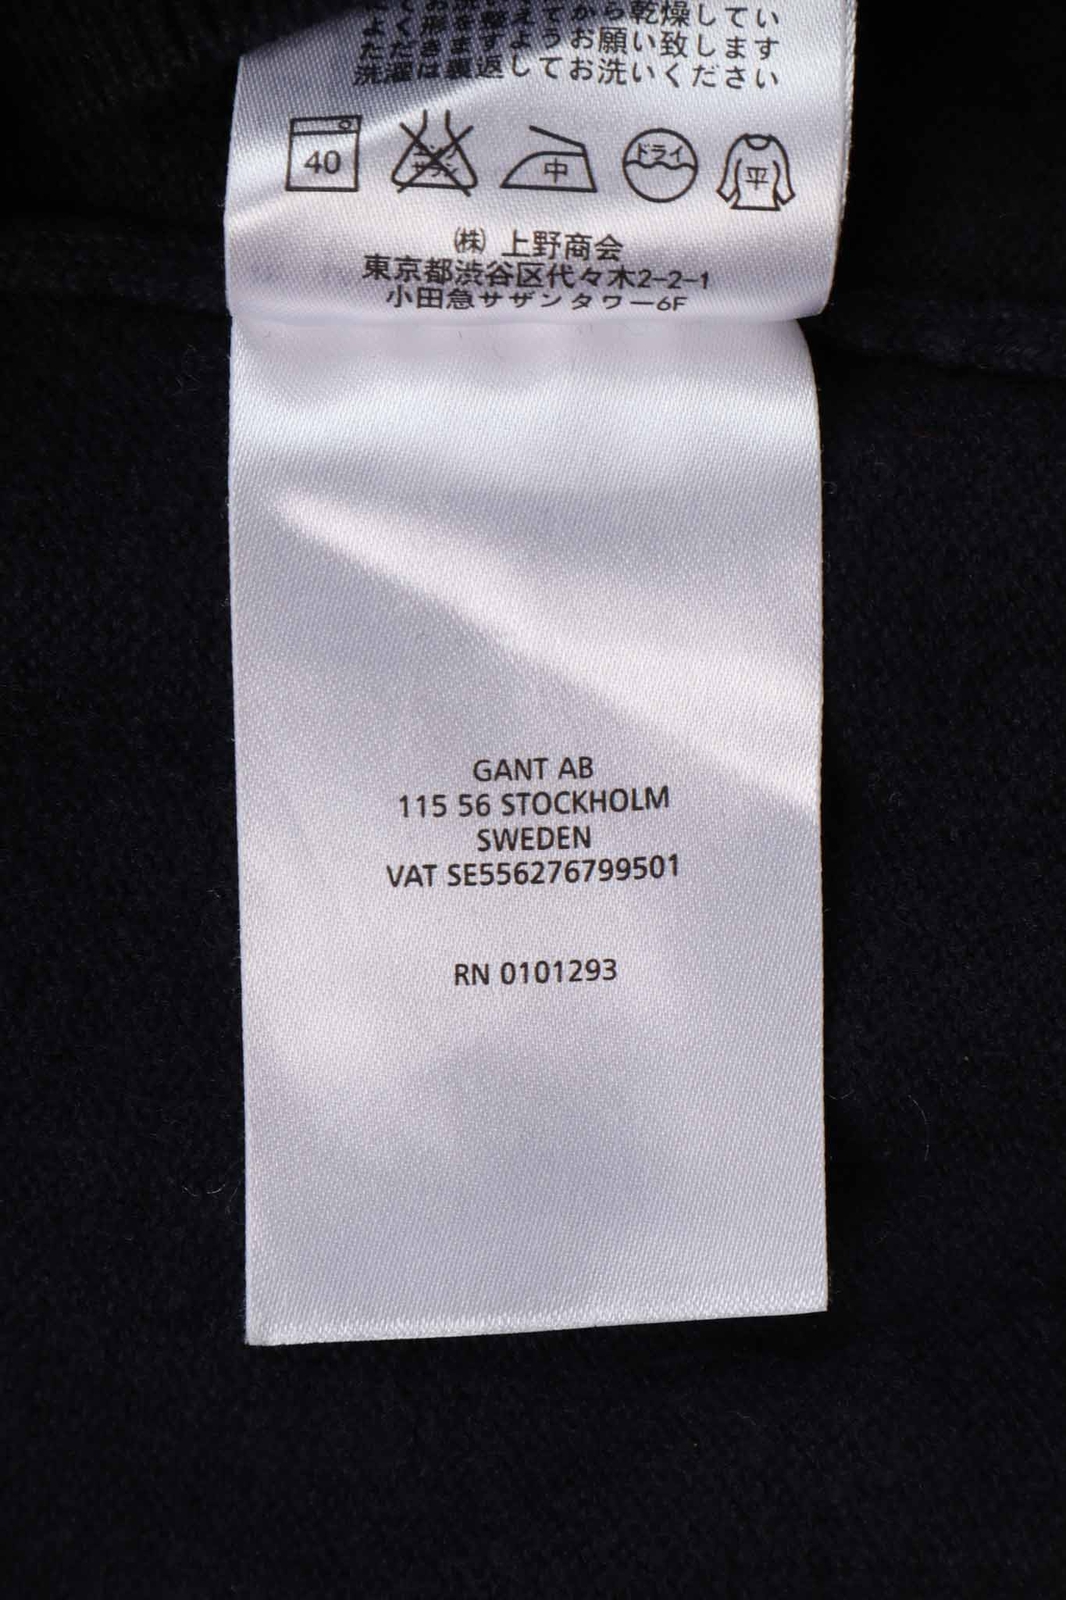 て形を整えてから乾燥してい
ただきますようお願い致します
洗濯は裏返してお洗いください
40 中 ドライ 平
㈱ 上野商会
東京都渋谷区代々木2-2-1
小田急サザンタワー6F
GANT AB
115 56 STOCKHOLM
SWEDEN
VAT SE556276799501
RN 0101293